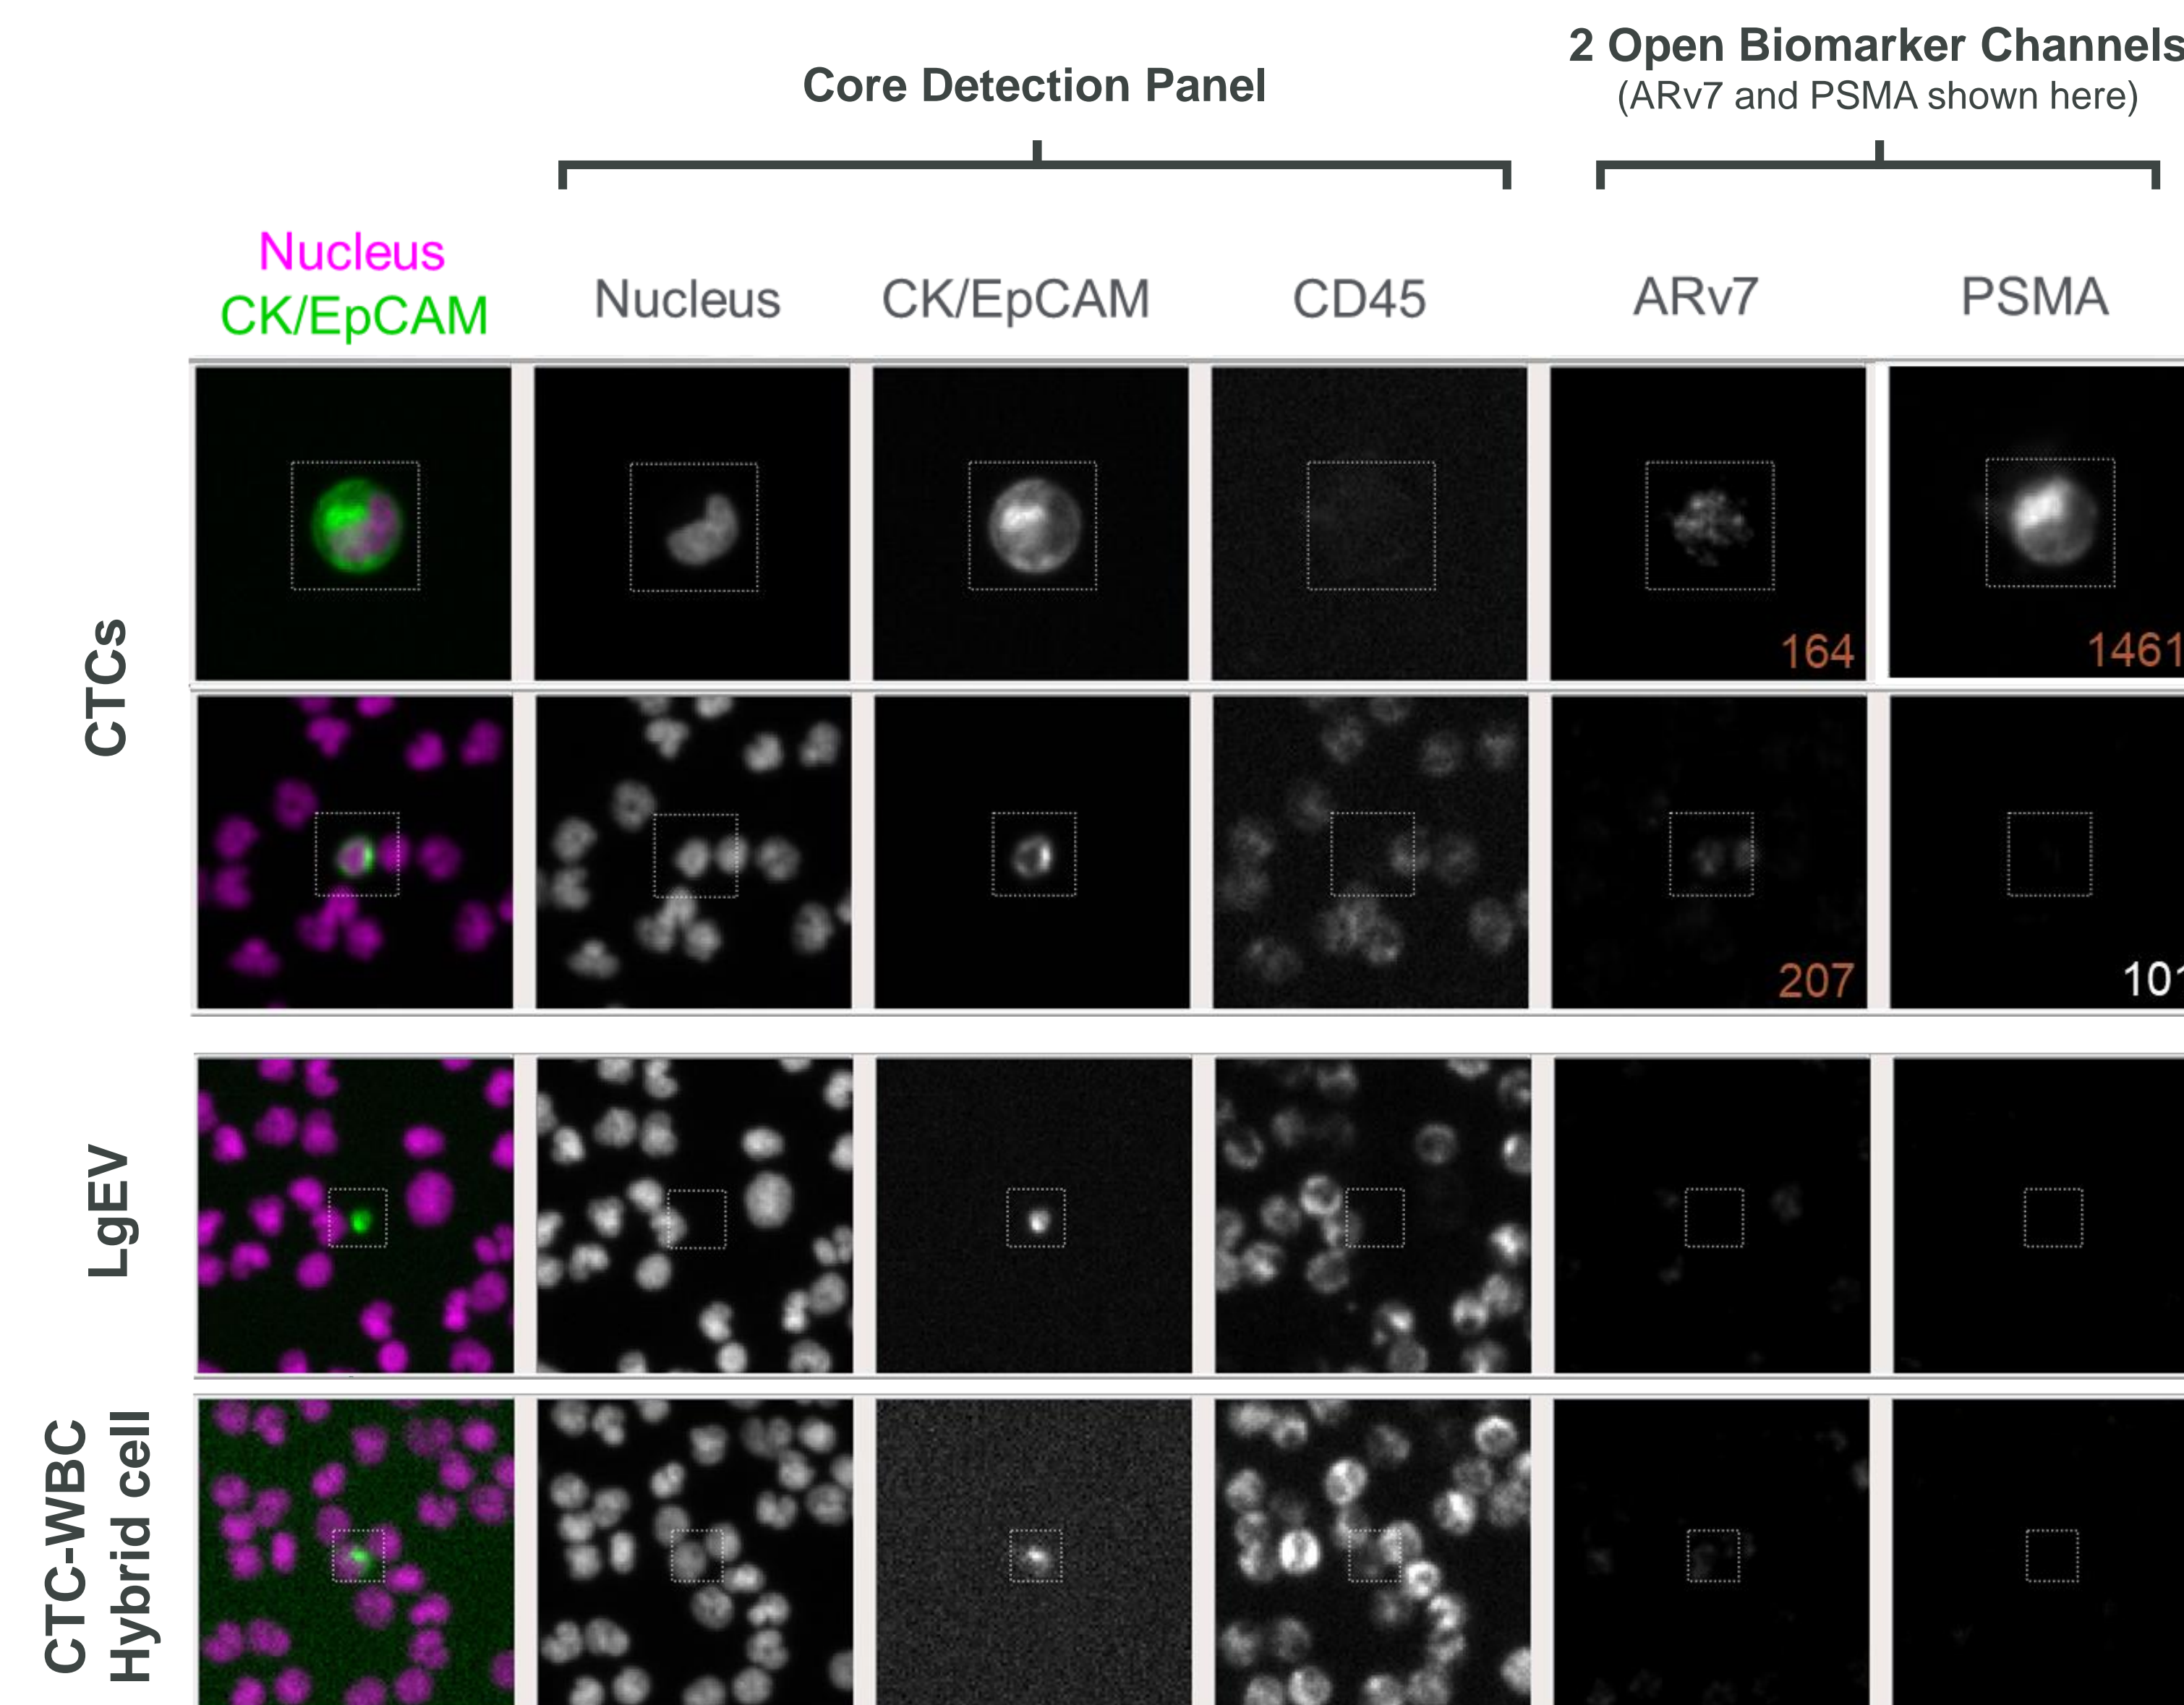 2 Open Biomarker Channels
(ARv7 and PSMA shown here)
Core Detection Panel
Nucleus
CK/EpCAM
Nucleus
CK/EpCAM
CD45
ARv7
PSMA
CTCs
164
1461
207
101
LgEV
CTC-WBC
Hybrid cell